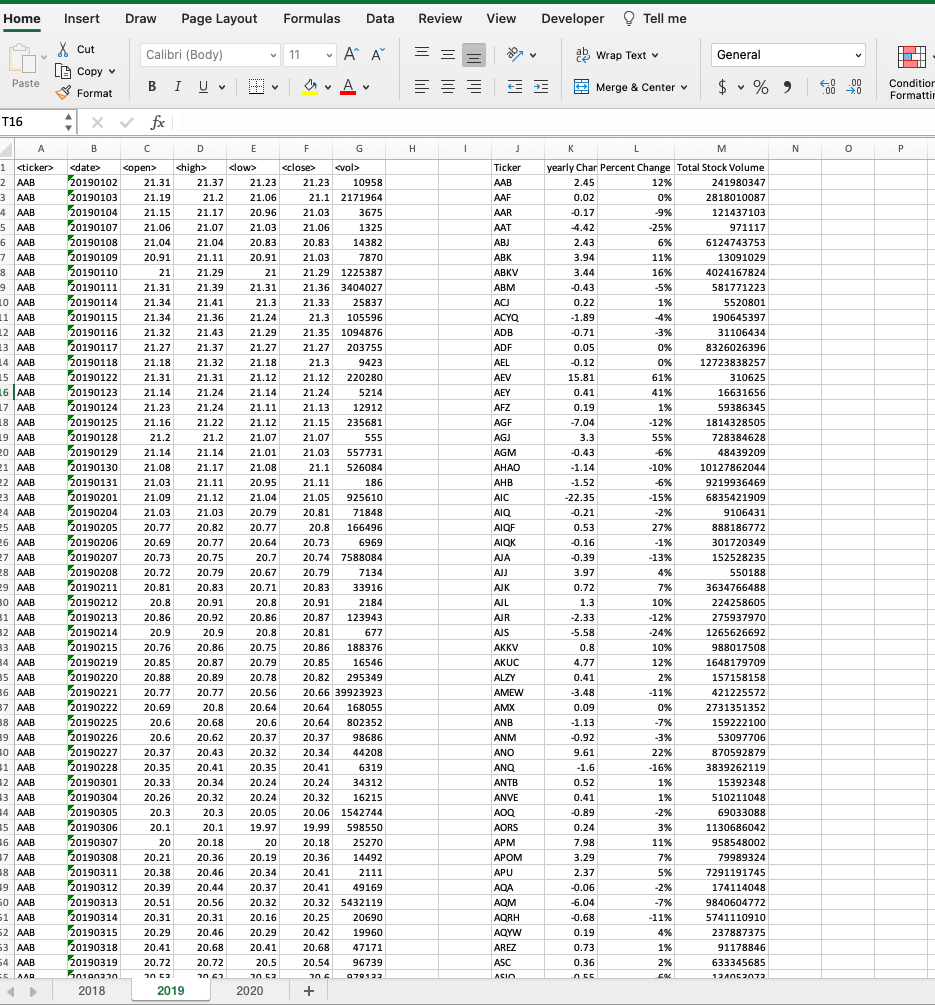 Home Insert Draw Page Layout Formulas Data Review View Developer Tell me
Paste Cut Calibri (Body) 11 A A ab Wrap Text General
Copy
Format B I U A Merge & Center $ % 9 .00 Condition
Formattin
T16 fx
A B C D E F G H I J K L M N O P
1 <ticker> <date> <open> <high> <low> <close> <vol> Ticker yearly Char Percent Change Total Stock Volume
2 AAB 20190102 21.31 21.37 21.23 21.23 10958 AAB 2.45 12% 241980347
3 AAB 20190103 21.19 21.2 21.06 21.1 2171964 AAF 0.02 0% 2818010087
4 AAB 20190104 21.15 21.17 20.96 21.03 3675 AAR -0.17 -9% 121437103
5 AAB 20190107 21.06 21.07 21.03 21.06 1325 AAT -4.42 -25% 971117
6 AAB 20190108 21.04 21.04 20.83 20.83 14382 ABJ 2.43 6% 6124743753
7 AAB 20190109 20.91 21.11 20.91 21.03 7870 ABK 3.94 11% 13091029
8 AAB 20190110 21 21.29 21 21.29 1225387 ABKV 3.44 16% 4024167824
9 AAB 20190111 21.31 21.39 21.31 21.36 3404027 ABM -0.43 -5% 581771223
10 AAB 20190114 21.34 21.41 21.3 21.33 25837 ACJ 0.22 1% 5520801
11 AAB 20190115 21.34 21.36 21.24 21.3 105596 ACYQ -1.89 -4% 190645397
12 AAB 20190116 21.32 21.43 21.29 21.35 1094876 ADB -0.71 -3% 31106434
13 AAB 20190117 21.27 21.37 21.27 21.27 203755 ADF 0.05 0% 8326026396
14 AAB 20190118 21.18 21.32 21.18 21.3 9423 AEL -0.12 0% 12723838257
15 AAB 20190122 21.31 21.31 21.12 21.12 220280 AEV 15.81 61% 310625
16 AAB 20190123 21.14 21.24 21.14 21.24 5214 AEY 0.41 41% 16631656
17 AAB 20190124 21.23 21.24 21.11 21.13 12912 AFZ 0.19 1% 59386345
18 AAB 20190125 21.16 21.22 21.12 21.15 235681 AGF -7.04 -12% 1814328505
19 AAB 20190128 21.2 21.2 21.07 21.07 555 AGJ 3.3 55% 728384628
20 AAB 20190129 21.14 21.14 21.01 21.03 557731 AGM -0.43 -6% 48439209
21 AAB 20190130 21.08 21.17 21.08 21.1 526084 AHAO -1.14 -10% 10127862044
22 AAB 20190131 21.03 21.11 20.95 21.11 186 AHB -1.52 -6% 9219936469
23 AAB 20190201 21.09 21.12 21.04 21.05 925610 AIC -22.35 -15% 6835421909
24 AAB 20190204 21.03 21.03 20.79 20.81 71848 AIQ -0.21 -2% 9106431
25 AAB 20190205 20.77 20.82 20.77 20.8 166496 AIQF 0.53 27% 888186772
26 AAB 20190206 20.69 20.77 20.64 20.73 6969 AIQK -0.16 -1% 301720349
27 AAB 20190207 20.73 20.75 20.7 20.74 7588084 AJA -0.39 -13% 152528235
28 AAB 20190208 20.72 20.79 20.67 20.79 7134 AJJ 3.97 4% 550188
29 AAB 20190211 20.81 20.83 20.71 20.83 33916 AJK 0.72 7% 3634766488
30 AAB 20190212 20.8 20.91 20.8 20.91 2184 AJL 1.3 10% 224258605
31 AAB 20190213 20.86 20.92 20.86 20.87 123943 AJR -2.33 -12% 275937970
32 AAB 20190214 20.9 20.9 20.8 20.81 677 AJS -5.58 -24% 1265626692
33 AAB 20190215 20.76 20.86 20.75 20.86 188376 AKKV 0.8 10% 988017508
34 AAB 20190219 20.85 20.87 20.79 20.85 16546 AKUC 4.77 12% 1648179709
35 AAB 20190220 20.88 20.89 20.78 20.82 295349 ALZY 0.41 2% 157158158
36 AAB 20190221 20.77 20.77 20.56 20.66 39923923 AMEW -3.48 -11% 421225572
37 AAB 20190222 20.69 20.8 20.64 20.64 168055 AMX 0.09 0% 2731351352
38 AAB 20190225 20.6 20.68 20.6 20.64 802352 ANB -1.13 -7% 159222100
39 AAB 20190226 20.6 20.62 20.37 20.37 98686 ANM -0.92 -3% 53097706
40 AAB 20190227 20.37 20.43 20.32 20.34 44208 ANO 9.61 22% 870592879
41 AAB 20190228 20.35 20.41 20.35 20.41 6319 ANQ -1.6 -16% 3839262119
42 AAB 20190301 20.33 20.34 20.24 20.24 34312 ANTB 0.52 1% 15392348
43 AAB 20190304 20.26 20.32 20.24 20.32 16215 ANVE 0.41 1% 510211048
44 AAB 20190305 20.3 20.3 20.05 20.06 1542744 AOQ -0.89 -2% 69033088
45 AAB 20190306 20.1 20.1 19.97 19.99 598550 AORS 0.24 3% 1130686042
46 AAB 20190307 20 20.18 20 20.18 25270 APM 7.98 11% 958548002
47 AAB 20190308 20.21 20.36 20.19 20.36 14492 APOM 3.29 7% 79989324
48 AAB 20190311 20.38 20.46 20.34 20.41 2111 APU 2.37 5% 7291191745
49 AAB 20190312 20.39 20.44 20.37 20.41 49169 AQA -0.06 -2% 174114048
50 AAB 20190313 20.51 20.56 20.32 20.32 5432119 AQM -6.04 -7% 9840604772
51 AAB 20190314 20.31 20.31 20.16 20.25 20690 AQRH -0.68 -11% 5741110910
52 AAB 20190315 20.29 20.46 20.29 20.42 19960 AQYW 0.19 4% 237887375
53 AAB 20190318 20.41 20.68 20.41 20.68 47171 AREZ 0.73 1% 91178846
54 AAB 20190319 20.72 20.72 20.5 20.54 96739 ASC 0.36 2% 633345685
2018 2019 2020 +